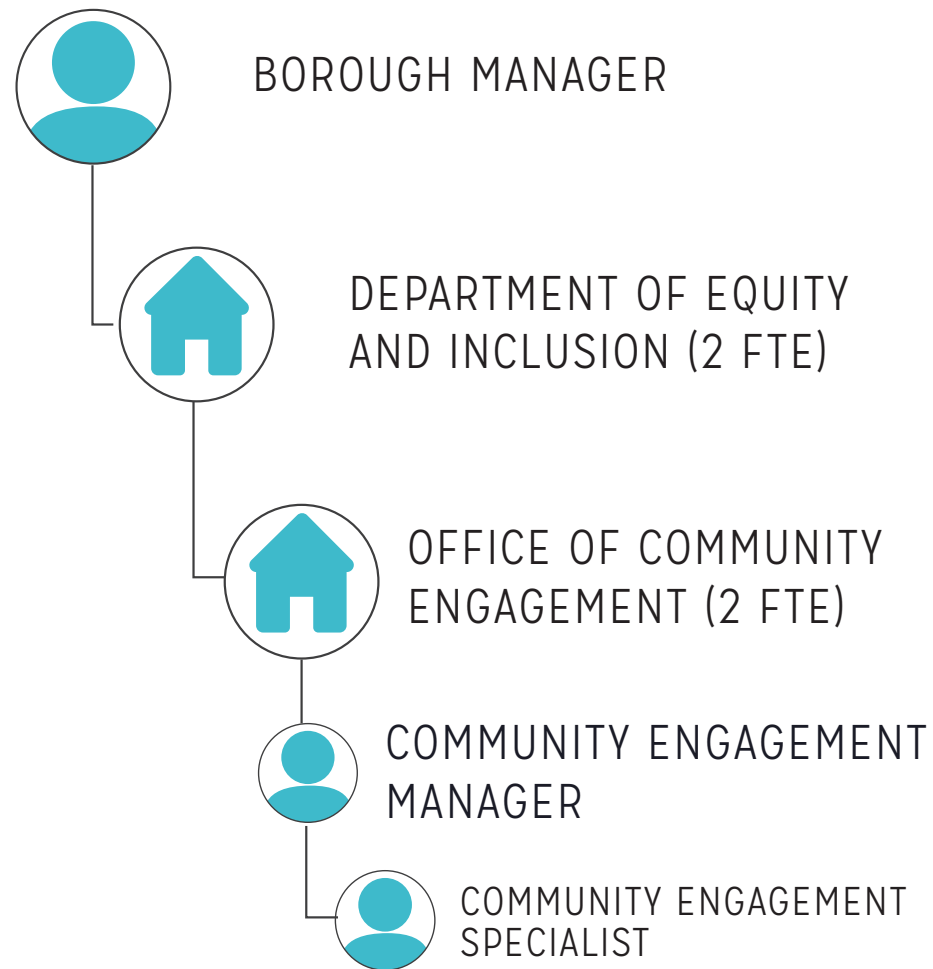 BOROUGH MANAGER
DEPARTMENT OF EQUITY
AND INCLUSION (2 FTE)
OFFICE OF COMMUNITY
ENGAGEMENT (2 FTE)
COMMUNITY ENGAGEMENT
MANAGER
COMMUNITY ENGAGEMENT
SPECIALIST